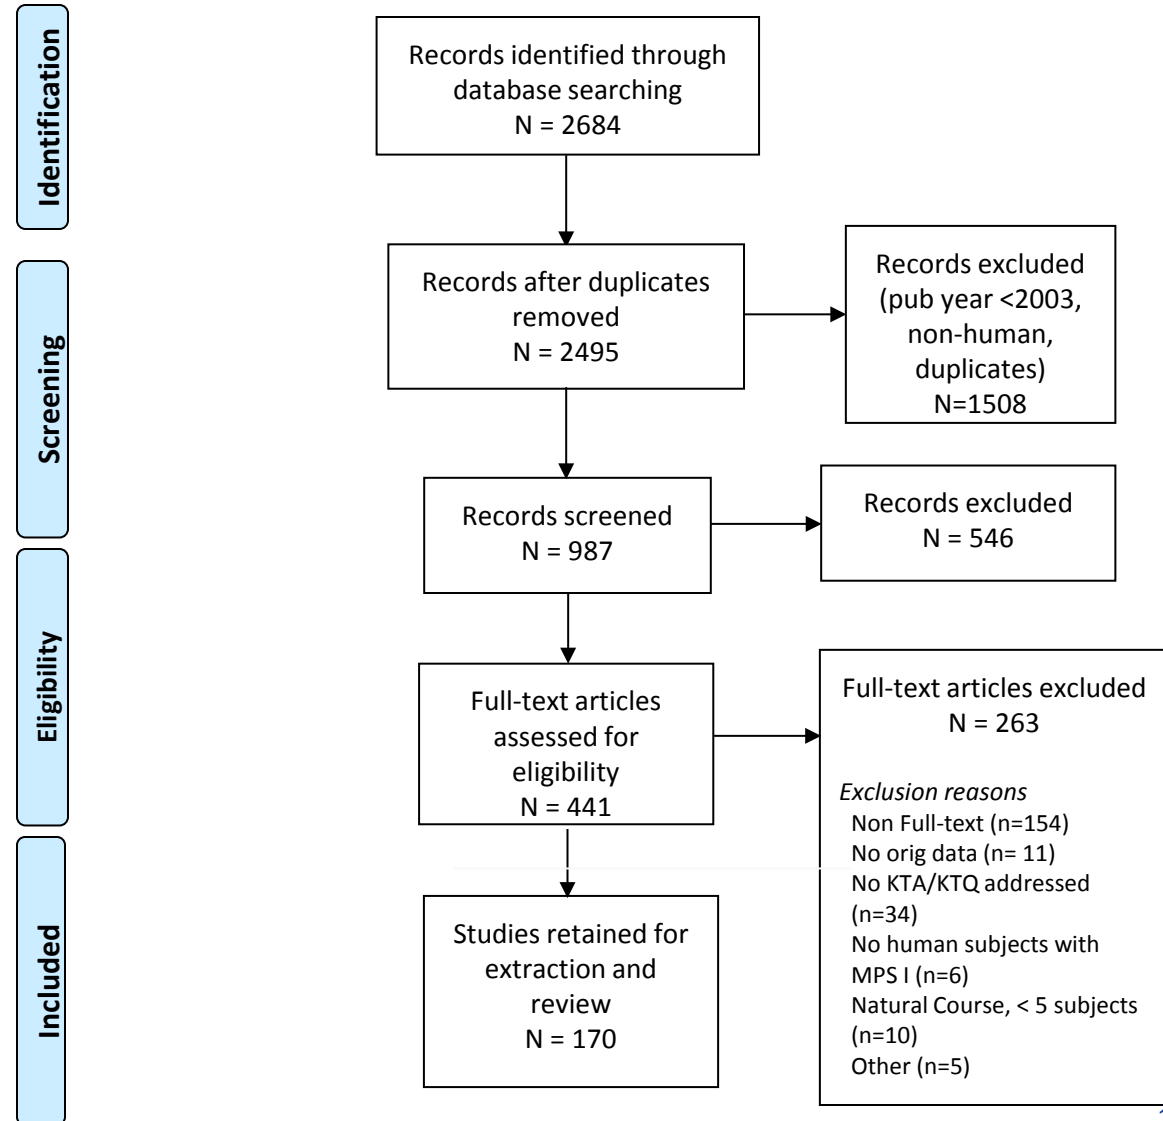 Identification
Records identified through
database searching
N = 2684
Screening
Records after duplicates
removed
N = 2495
Records excluded
(pub year <2003,
non-human,
duplicates)
N=1508
Records screened
N = 987
Records excluded
N = 546
Eligibility
Full-text articles
assessed for
eligibility
N = 441
Full-text articles excluded
N = 263
Exclusion reasons
Non Full-text (n=154)
No orig data (n= 11)
No KTA/KTQ addressed
(n=34)
No human subjects with
MPS I (n=6)
Natural Course, < 5 subjects
(n=10)
Other (n=5)
Included
Studies retained for
extraction and
review
N = 170